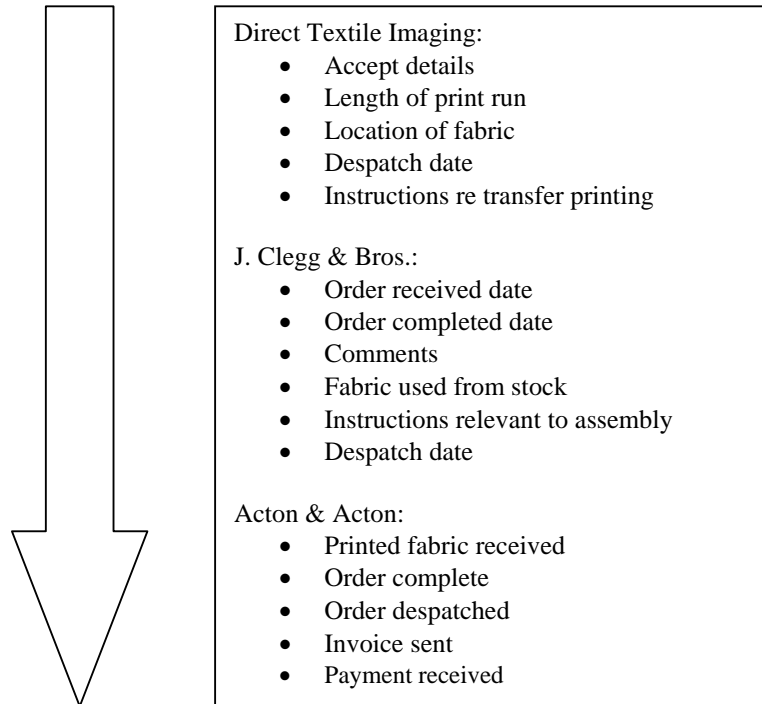 Direct Textile Imaging:
• Accept details
• Length of print run
• Location of fabric
• Despatch date
• Instructions re transfer printing
J. Clegg & Bros.:
• Order received date
• Order completed date
• Comments
• Fabric used from stock
• Instructions relevant to assembly
• Despatch date
Acton & Acton:
• Printed fabric received
• Order complete
• Order despatched
• Invoice sent
• Payment received